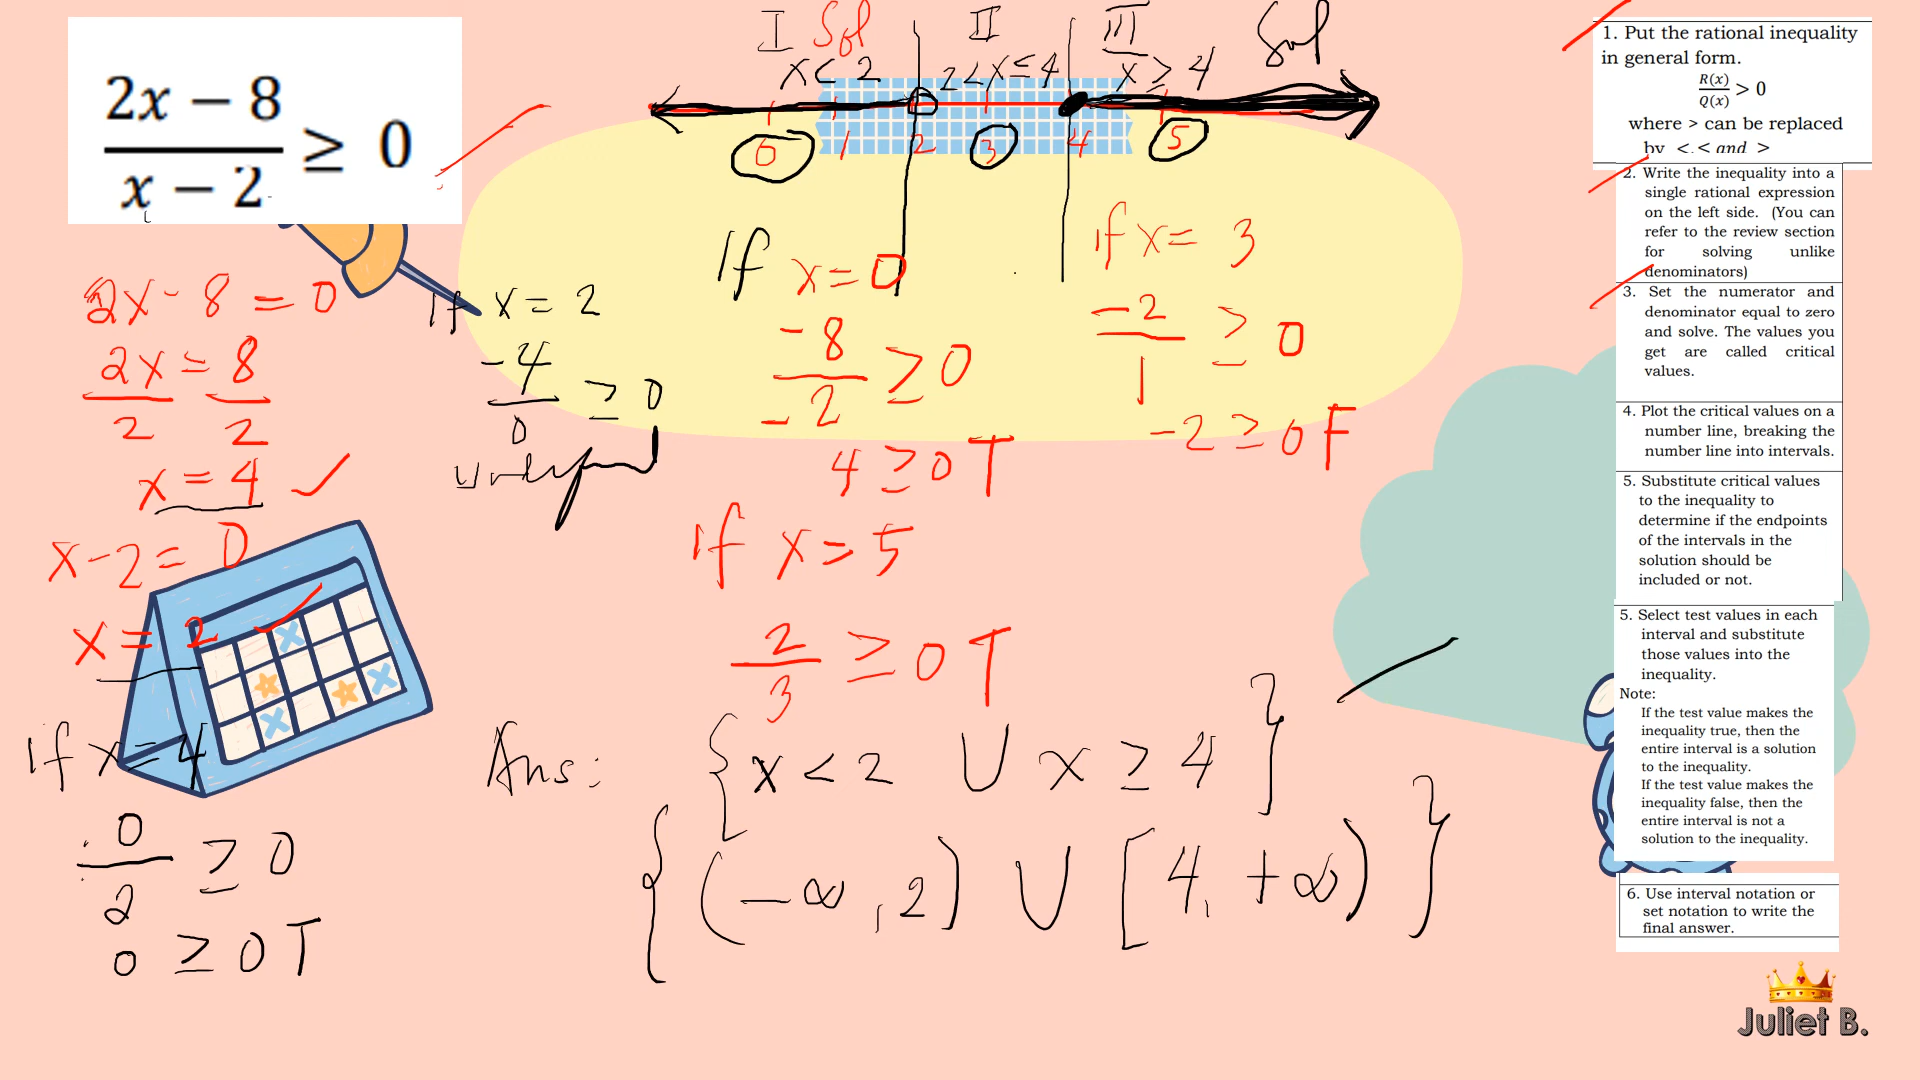 2x − 8
x − 2
≥ 0
I Sol II III Sol
x < 2 2 < x ≤ 4 x ≥ 4
0 1 2 3 4 5
2x - 8 = 0
2x = 8
2 2
x = 4 ✓
x - 2 = 0
x = 2 ✓
If x = 4
0
2
≥ 0
0 ≥ 0 T
If x = 2
-4
0
≥ 0
If x = 0
-8
-2
≥ 0
4 ≥ 0 T
If x = 3
-2
1
≥ 0
-2 ≥ 0 F
If x = 5
2
3
≥ 0 T
Ans: {x < 2 U x ≥ 4}
{(-∞, 2) U [4, +∞)}
1. Put the rational inequality
in general form.
R(x)
Q(x)
> 0
where > can be replaced
by <, < and >
2. Write the inequality into a
single rational expression
on the left side. (You can
refer to the review section
for solving unlike
denominators)
3. Set the numerator and
denominator equal to zero
and solve. The values you
get are called critical
values.
4. Plot the critical values on a
number line, breaking the
number line into intervals.
5. Substitute critical values
to the inequality to
determine if the endpoints
of the intervals in the
solution should be
included or not.
5. Select test values in each
interval and substitute
those values into the
inequality.
Note:
If the test value makes the
inequality true, then the
entire interval is a solution
to the inequality.
If the test value makes the
inequality false, then the
entire interval is not a
solution to the inequality.
6. Use interval notation or
set notation to write the
final answer.
Juliet B.